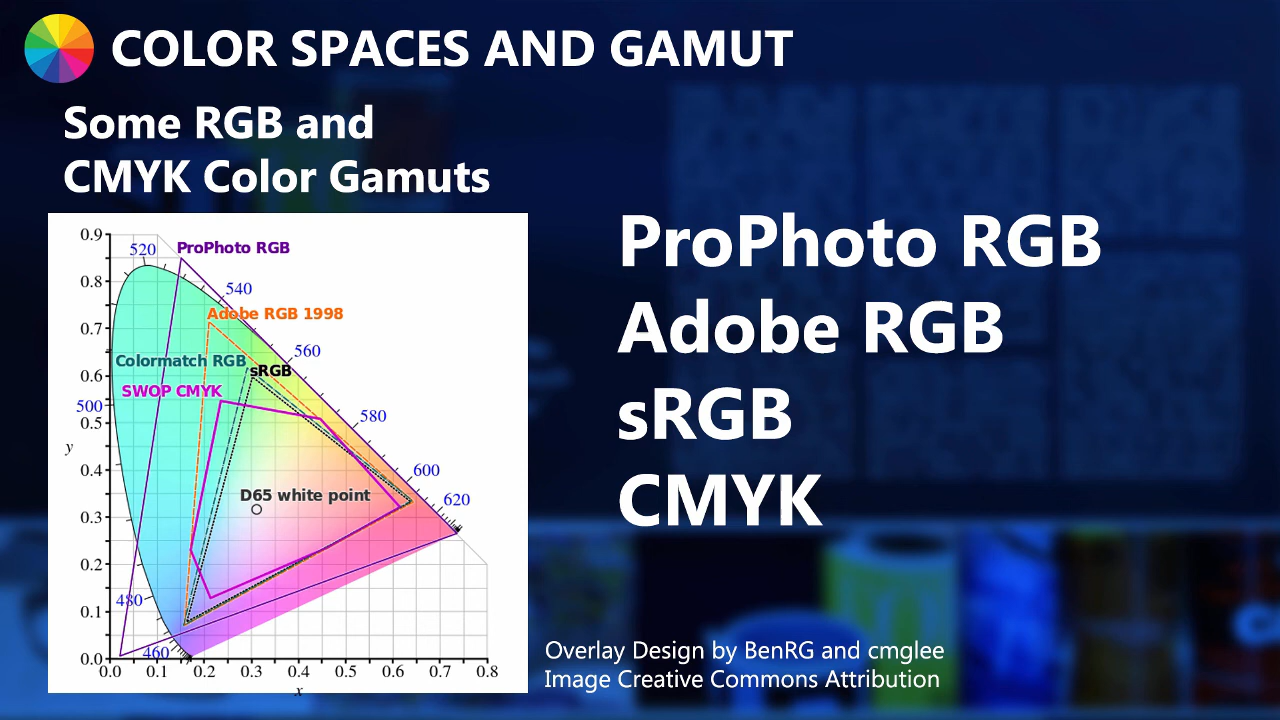 COLOR SPACES AND GAMUT
Some RGB and
CMYK Color Gamuts
0.9
520
ProPhoto RGB
0.8
540
Adobe RGB 1998
0.7
560
Colormatch RGB
sRGB
0.6
SWOP CMYK
500
580
0.5
y
0.4
600
D65 white point
620
0.3
0.2
480
0.1
460
0.0
0.0 0.1 0.2 0.3 0.4 0.5 0.6 0.7 0.8
x
ProPhoto RGB
Adobe RGB
sRGB
CMYK
Overlay Design by BenRG and cmglee
Image Creative Commons Attribution